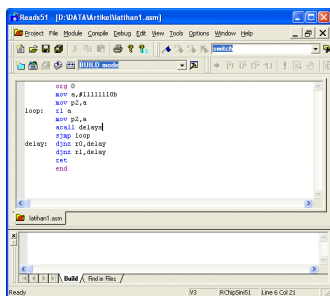 Reads51 - [D:\DATA\Artikel\latihan1.asm]
Project File Module Compile Debug Edit View Tools Options Window Help
switch
BUILD mode
org 0
mov a,#11111110b
mov p2,a
loop: rl a
mov p2,a
acall delays
sjmp loop
delay: djnz r0,delay
djnz r1,delay
ret
end
latihan1.asm
Build Find in Files
Ready V3 RChipSim51 Line 6 Col 21